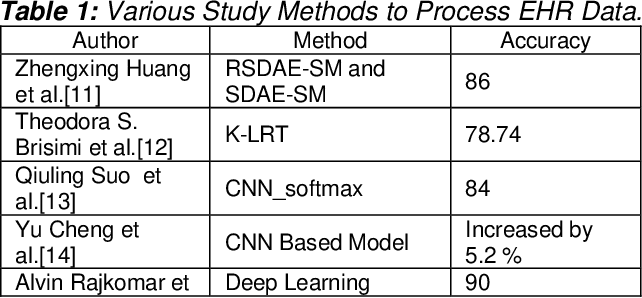 Table 1: Various Study Methods to Process EHR Data.
Author Method Accuracy
Zhengxing Huang et al.[11] RSDAE-SM and SDAE-SM 86
Theodora S. Brisimi et al.[12] K-LRT 78.74
Qiuling Suo et al.[13] CNN_softmax 84
Yu Cheng et al.[14] CNN Based Model Increased by 5.2 %
Alvin Rajkomar et Deep Learning 90